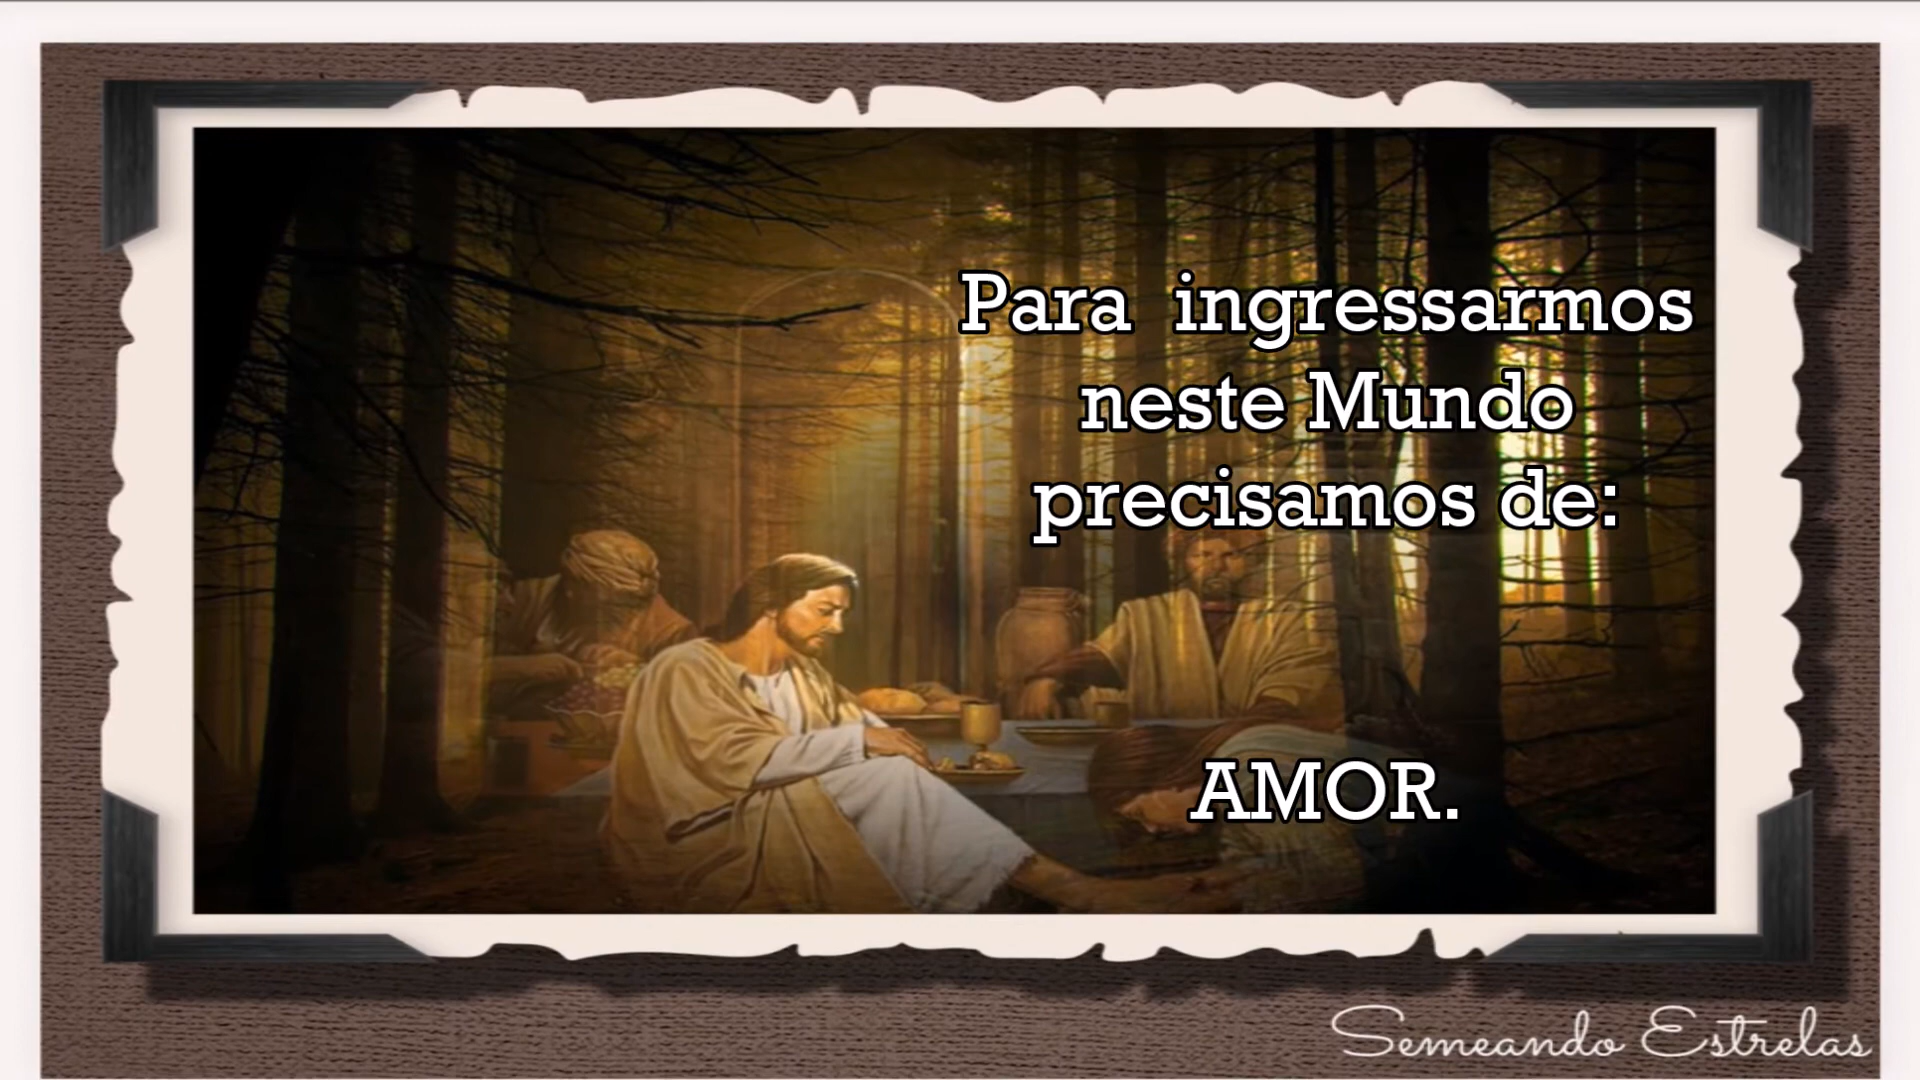 Para ingressarmos
neste Mundo
precisamos de:
AMOR.
Semeando Estrelas